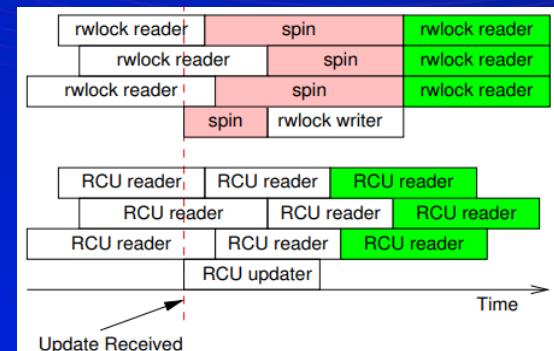 rwlock reader spin rwlock reader
rwlock reader spin rwlock reader
rwlock reader spin rwlock reader
spin rwlock writer
RCU reader RCU reader RCU reader
RCU reader RCU reader RCU reader
RCU reader RCU reader RCU reader
RCU updater
Time
Update Received